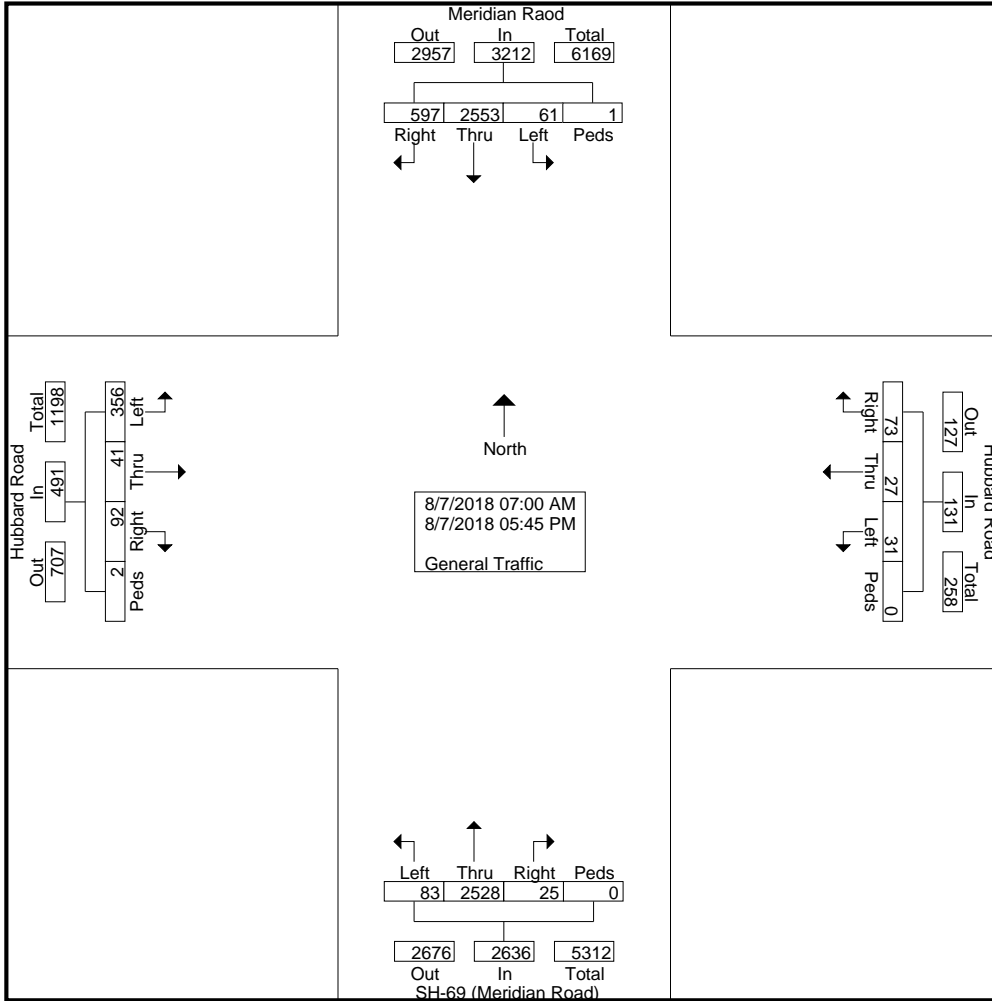 Meridian Raod
Out In Total
2957 3212 6169
597 2553 61 1
Right Thru Left Peds
Hubbard Road
Total In Out
1198 491 707
356 41 92 2
Left Thru Right Peds
North
8/7/2018 07:00 AM
8/7/2018 05:45 PM
General Traffic
Right Thru Left Peds
73 27 31 0
Out In Total
127 131 258
Hubbard Road
Left Thru Right Peds
83 2528 25 0
2676 2636 5312
Out In Total
SH-69 (Meridian Road)